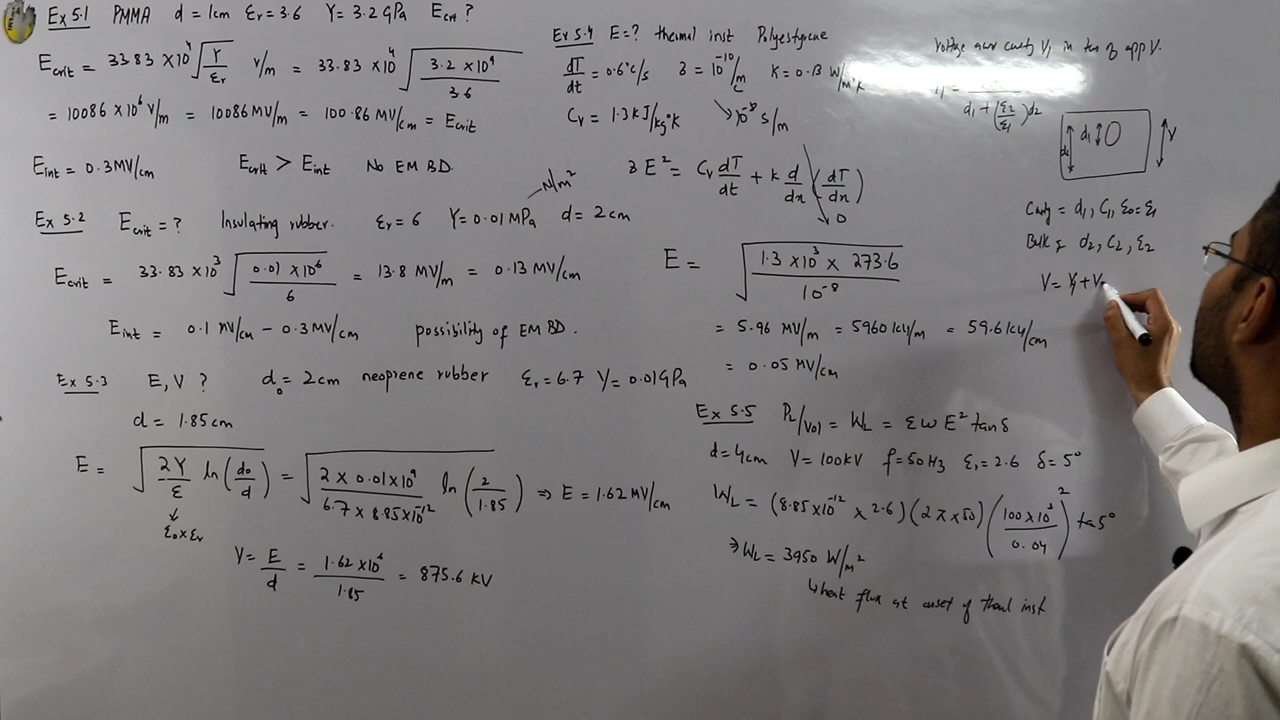 Ex 5.1 PMMA d = 1cm εr = 3.6 Y = 3.2 GPa Ecrit ?
Ecrit = 33.83 ×10⁴ √(Y/εr) v/m = 33.83 ×10⁴ √(3.2 ×10⁹ / 3.6)
= 10086 ×10⁶ V/m = 10086 MV/m = 100.86 MV/cm = Ecrit
Eint = 0.3 MV/cm Ecrit > Eint No EM BD.
Ex 5.2 Ecrit = ? Insulating rubber. εr = 6 Y = 0.01 MPa d = 2cm
N/m²
Ecrit = 33.83 ×10³ √(0.01 ×10⁶ / 6) = 13.8 MV/m = 0.13 MV/cm
Eint = 0.1 MV/cm – 0.3 MV/cm possibility of EM BD.
Ex 5.3 E, V ? d₀ = 2cm neoprene rubber εr = 6.7 Y = 0.01 GPa
d = 1.85 cm
E = √(2Y/ε ln(d₀/d)) = √(2 × 0.01×10⁹ / 6.7 × 8.85×10⁻¹² ln(2/1.85)) ⇒ E = 1.62 MV/cm
↓
ε₀×εr
V = E/d = 1.62 ×10⁶ / 1.85 = 875.6 KV
Ex 5.4 E = ? thermal inst Polystyrene
dT/dt = 0.6°C/s = 10⁻¹⁰ /m K = 0.13 W/m°K
Cv = 1.3 kJ/kg°K → 10⁻⁸ S/m
E² = Cv dT/dt + K d/dx (dT/dx)
→ 0
E = √(1.3 ×10³ × 273.6 / 10⁻⁸)
= 5.96 MV/m = 5960 kV/m = 59.6 kV/cm
= 0.05 MV/cm
Ex 5.5 PL/Vol = WL = εωE² tanδ
d = 4cm V = 100KV f = 50 Hz εr = 2.6 δ = 5°
WL = (8.85×10⁻¹² × 2.6)(2π×50)(100×10³ / 0.04)² tan5°
⇒ WL = 3950 W/m²
↳ heat flux at onset of inst
Voltage cavity V₁ in of app V.
d₁ + (ε₂/ε₁) d₂
d₁ V
Cavity = d₁, C₁, ε₀ = ε₁
Bulk d₂, C₂, ε₂
V = V₁ + V